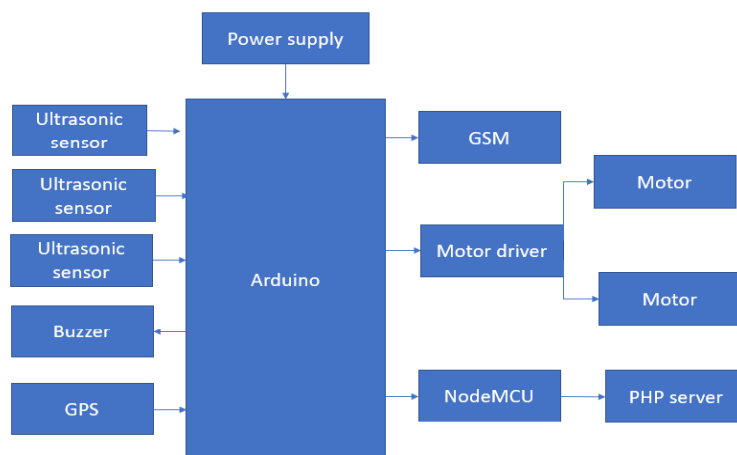 Power supply
Ultrasonic
sensor
Ultrasonic
sensor
Ultrasonic
sensor
Buzzer
GPS
Arduino
GSM
Motor driver
NodeMCU
Motor
Motor
PHP server